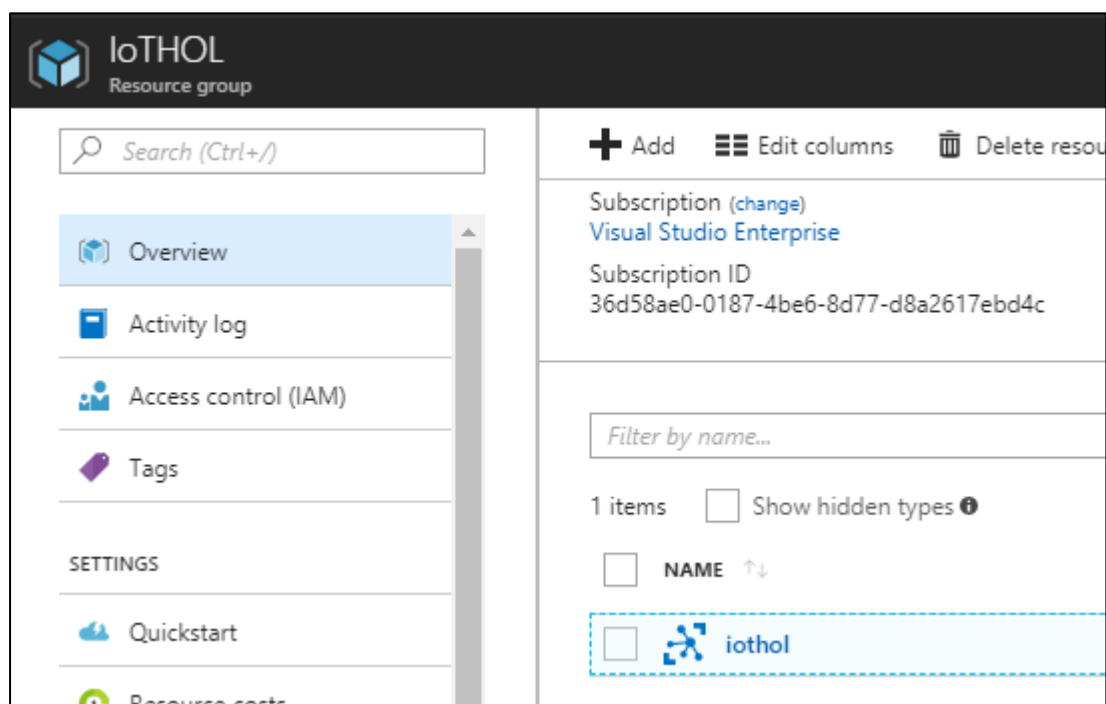 IoTHOL
Resource group
Search (Ctrl+/)
Overview
Activity log
Access control (IAM)
Tags
SETTINGS
Quickstart
Resource costs
Add Edit columns Delete resou
Subscription (change)
Visual Studio Enterprise
Subscription ID
36d58ae0-0187-4be6-8d77-d8a2617ebd4c
Filter by name...
1 items Show hidden types
NAME
iothol